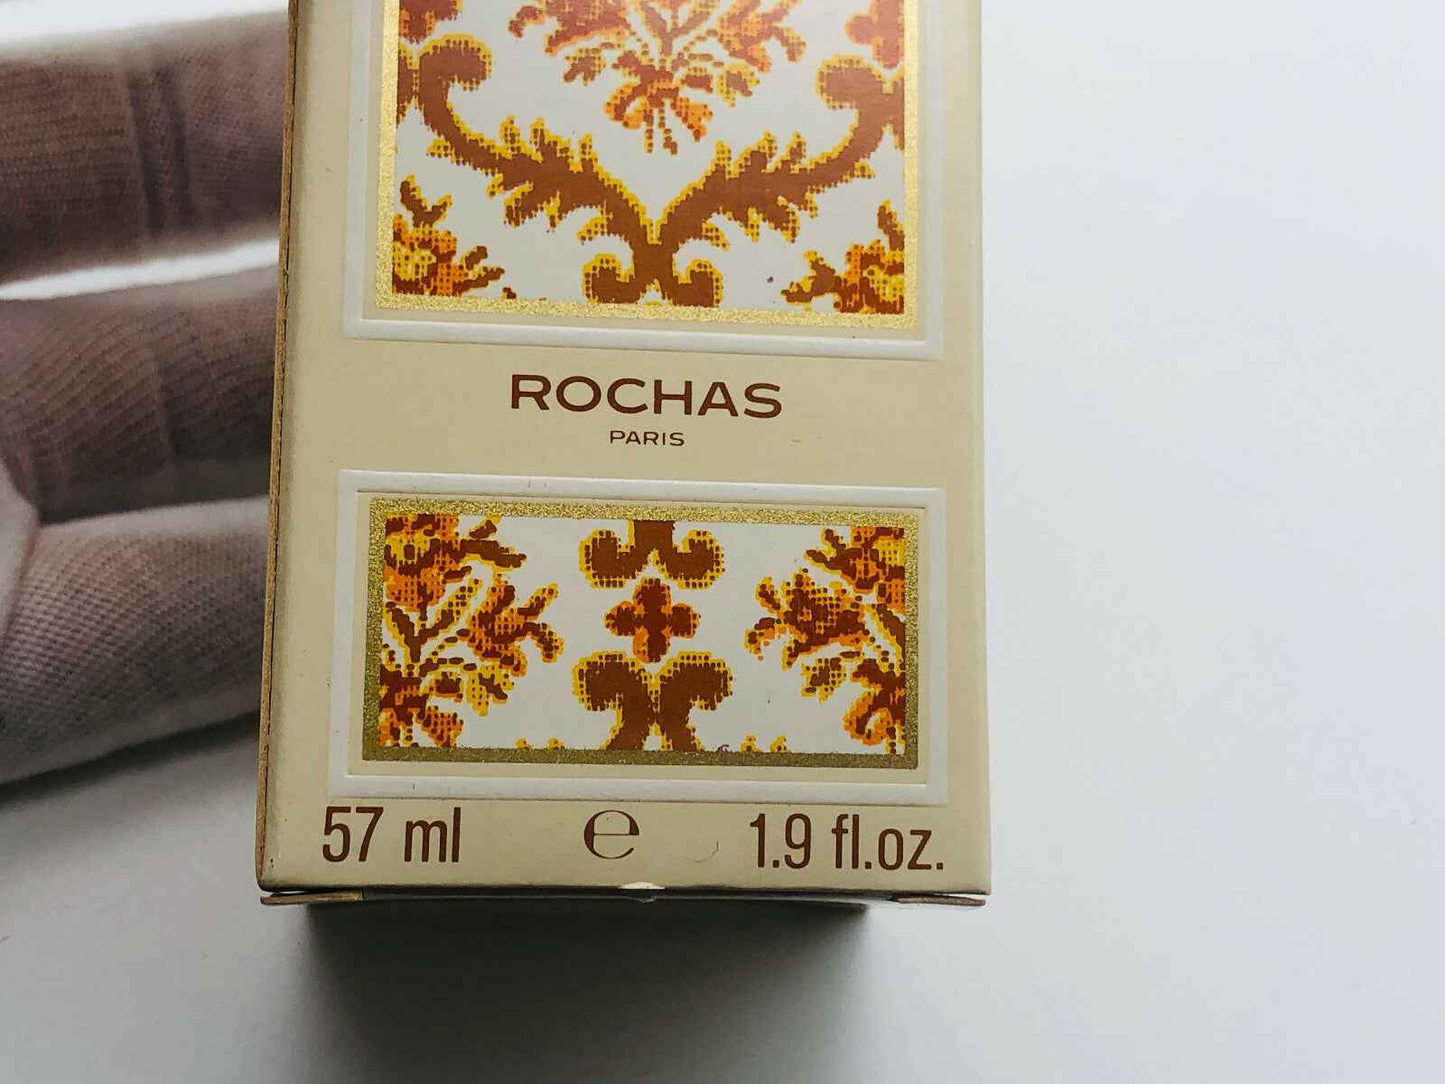 ROCHAS
PARIS
57 ml ℮ 1.9 fl.oz.